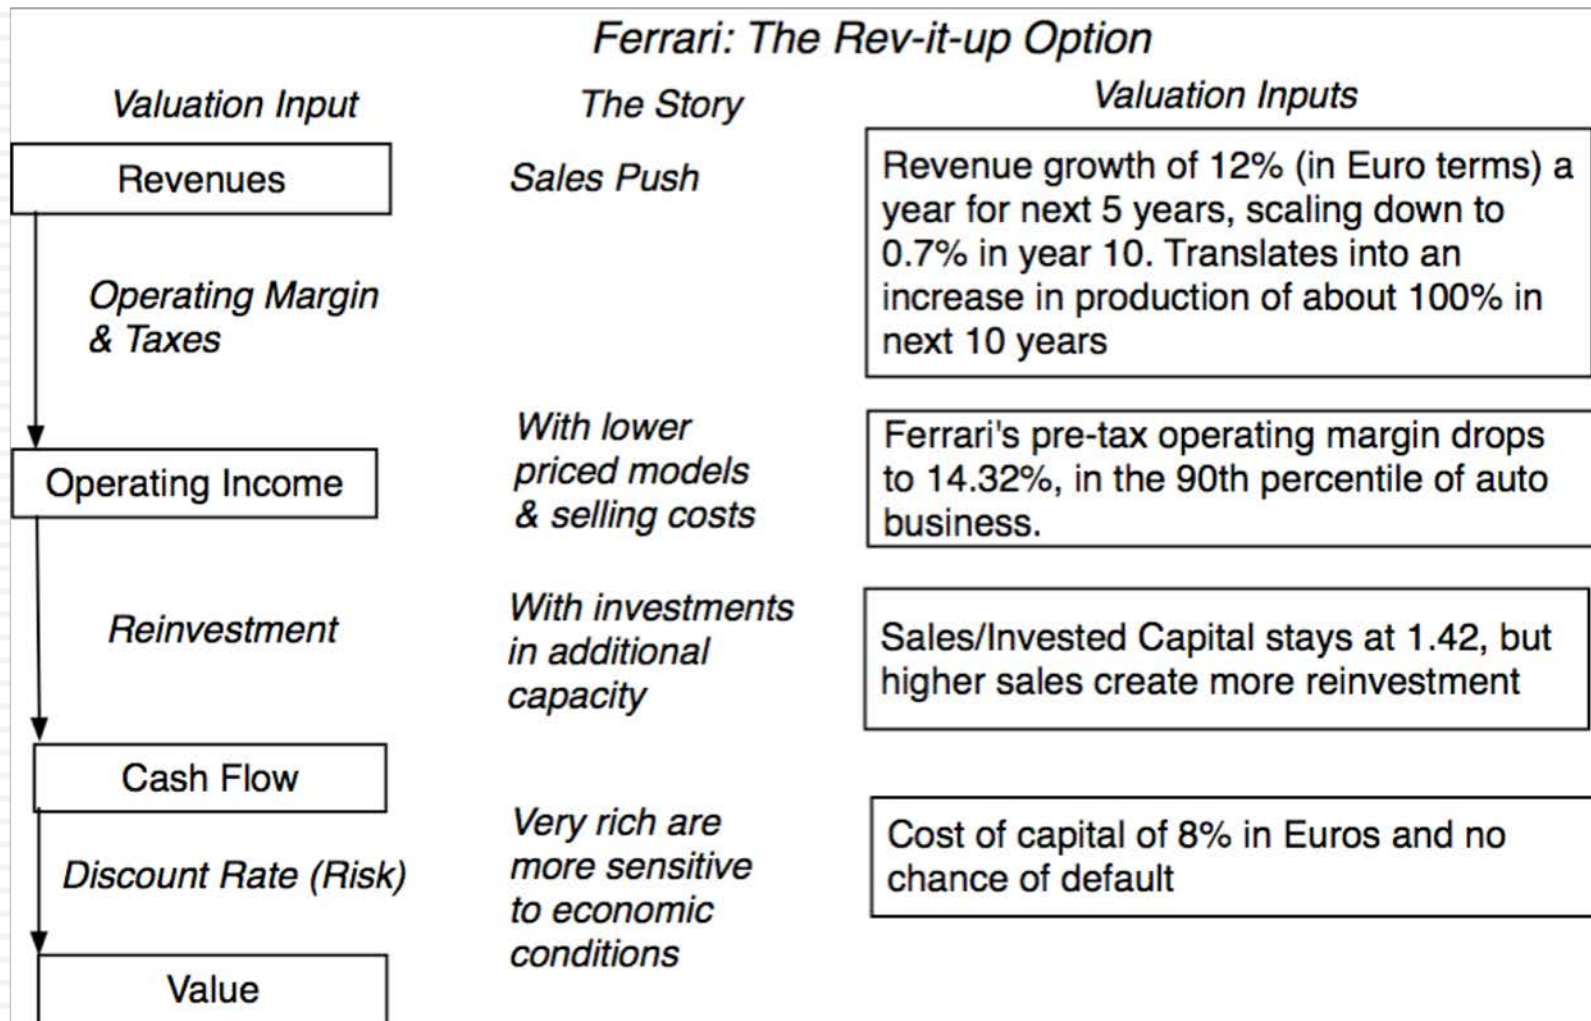 Ferrari: The Rev-it-up Option
Valuation Input
The Story
Valuation Inputs
Revenues
Sales Push
Revenue growth of 12% (in Euro terms) a
year for next 5 years, scaling down to
0.7% in year 10. Translates into an
increase in production of about 100% in
next 10 years
Operating Margin
& Taxes
Operating Income
With lower
priced models
& selling costs
Ferrari's pre-tax operating margin drops
to 14.32%, in the 90th percentile of auto
business.
Reinvestment
With investments
in additional
capacity
Sales/Invested Capital stays at 1.42, but
higher sales create more reinvestment
Cash Flow
Discount Rate (Risk)
Very rich are
more sensitive
to economic
conditions
Cost of capital of 8% in Euros and no
chance of default
Value